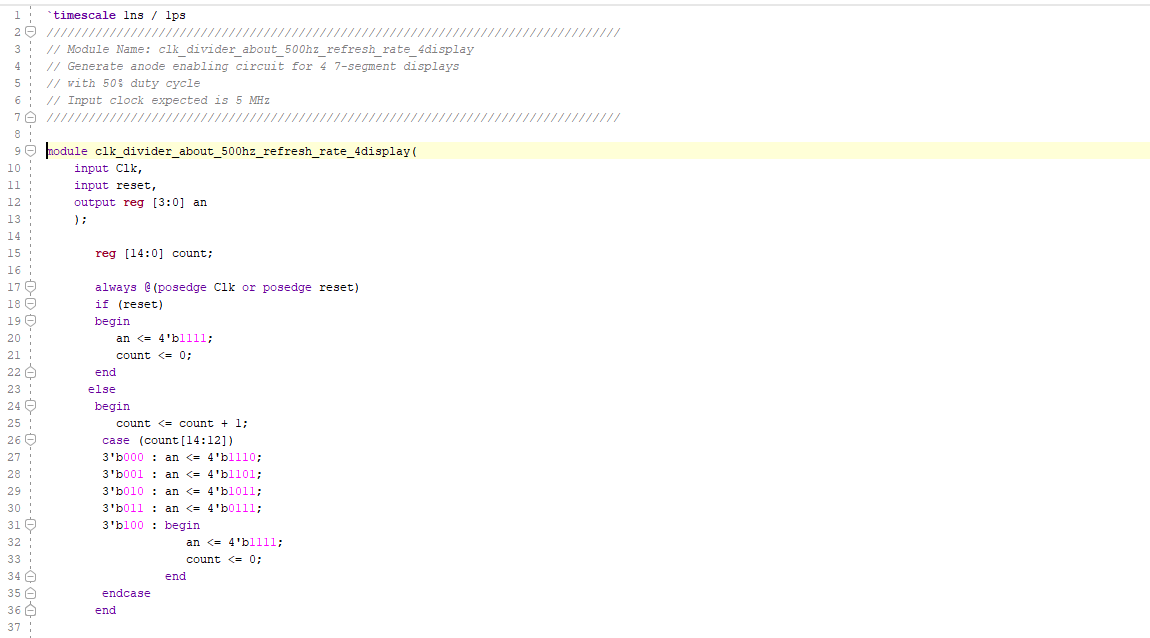 1 `timescale 1ns / 1ps
2 //////////////////////////////////////////////////////////////////////////////////
3 // Module Name: clk_divider_about_500hz_refresh_rate_4display
4 // Generate anode enabling circuit for 4 7-segment displays
5 // with 50% duty cycle
6 // Input clock expected is 5 MHz
7 //////////////////////////////////////////////////////////////////////////////////
8
9 module clk_divider_about_500hz_refresh_rate_4display(
10     input Clk,
11     input reset,
12     output reg [3:0] an
13     );
14
15        reg [14:0] count;
16
17        always @(posedge Clk or posedge reset)
18        if (reset)
19        begin
20           an <= 4'b1111;
21           count <= 0;
22        end
23       else
24        begin
25           count <= count + 1;
26         case (count[14:12])
27         3'b000 : an <= 4'b1110;
28         3'b001 : an <= 4'b1101;
29         3'b010 : an <= 4'b1011;
30         3'b011 : an <= 4'b0111;
31         3'b100 : begin
32                     an <= 4'b1111;
33                     count <= 0;
34                  end
35         endcase
36        end
37